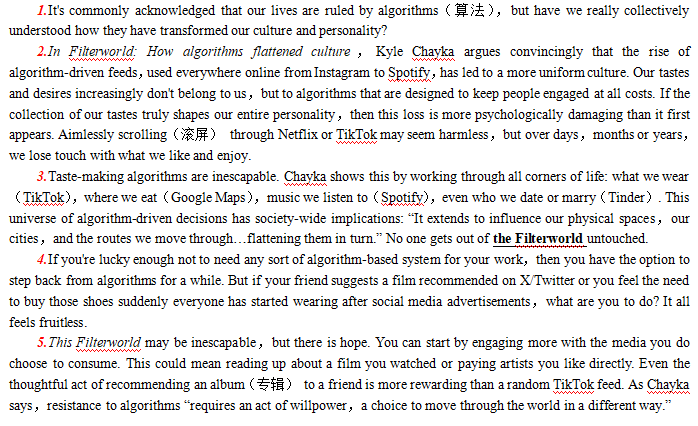 1.It's commonly acknowledged that our lives are ruled by algorithms（算法）, but have we really collectively
understood how they have transformed our culture and personality?
2.In Filterworld: How algorithms flattened culture , Kyle Chayka argues convincingly that the rise of
algorithm-driven feeds, used everywhere online from Instagram to Spotify, has led to a more uniform culture. Our tastes
and desires increasingly don't belong to us, but to algorithms that are designed to keep people engaged at all costs. If the
collection of our tastes truly shapes our entire personality, then this loss is more psychologically damaging than it first
appears. Aimlessly scrolling（滚屏） through Netflix or TikTok may seem harmless, but over days, months or years,
we lose touch with what we like and enjoy.
3.Taste-making algorithms are inescapable. Chayka shows this by working through all corners of life: what we wear
（TikTok）, where we eat（Google Maps）, music we listen to（Spotify）, even who we date or marry（Tinder）. This
universe of algorithm-driven decisions has society-wide implications: “It extends to influence our physical spaces, our
cities, and the routes we move through…flattening them in turn.” No one gets out of the Filterworld untouched.
4.If you're lucky enough not to need any sort of algorithm-based system for your work, then you have the option to
step back from algorithms for a while. But if your friend suggests a film recommended on X/Twitter or you feel the need
to buy those shoes suddenly everyone has started wearing after social media advertisements, what are you to do? It all
feels fruitless.
5.This Filterworld may be inescapable, but there is hope. You can start by engaging more with the media you do
choose to consume. This could mean reading up about a film you watched or paying artists you like directly. Even the
thoughtful act of recommending an album（专辑） to a friend is more rewarding than a random TikTok feed. As Chayka
says, resistance to algorithms “requires an act of willpower, a choice to move through the world in a different way.”